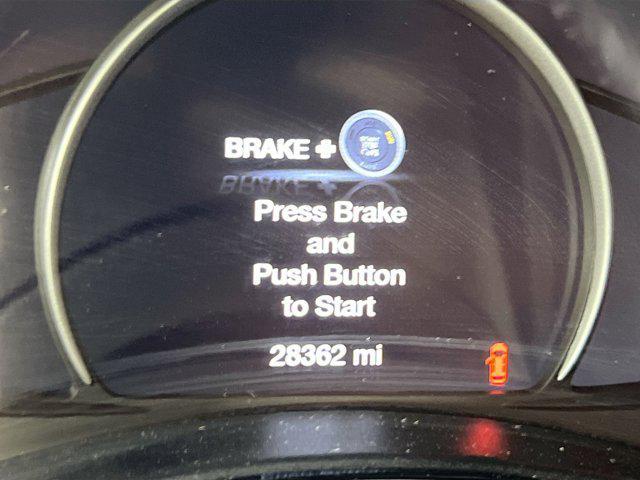 BRAKE +
Press Brake
and
Push Button
to Start
28362 mi